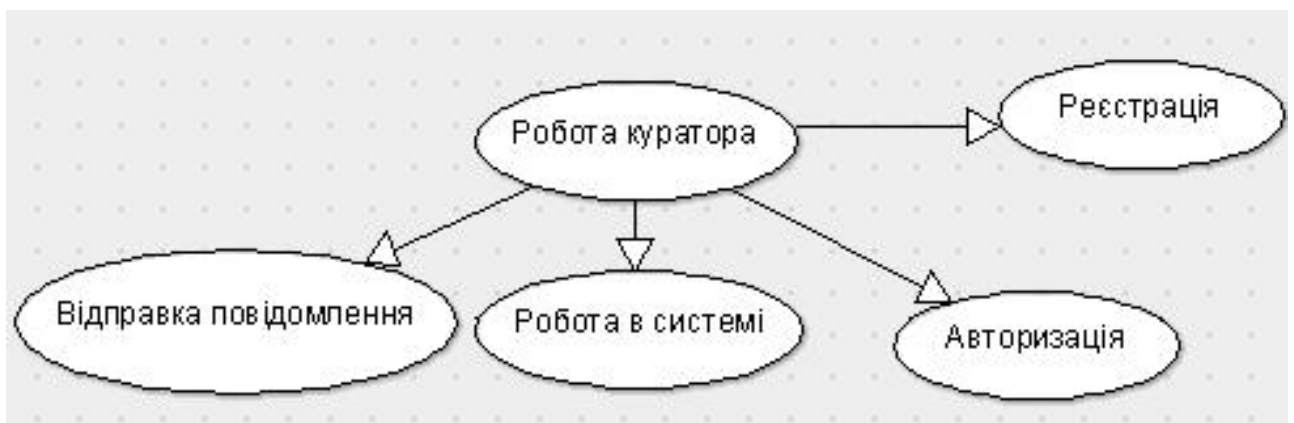 Реєстрація
Робота куратора
Відправка повідомлення
Робота в системі
Авторизація